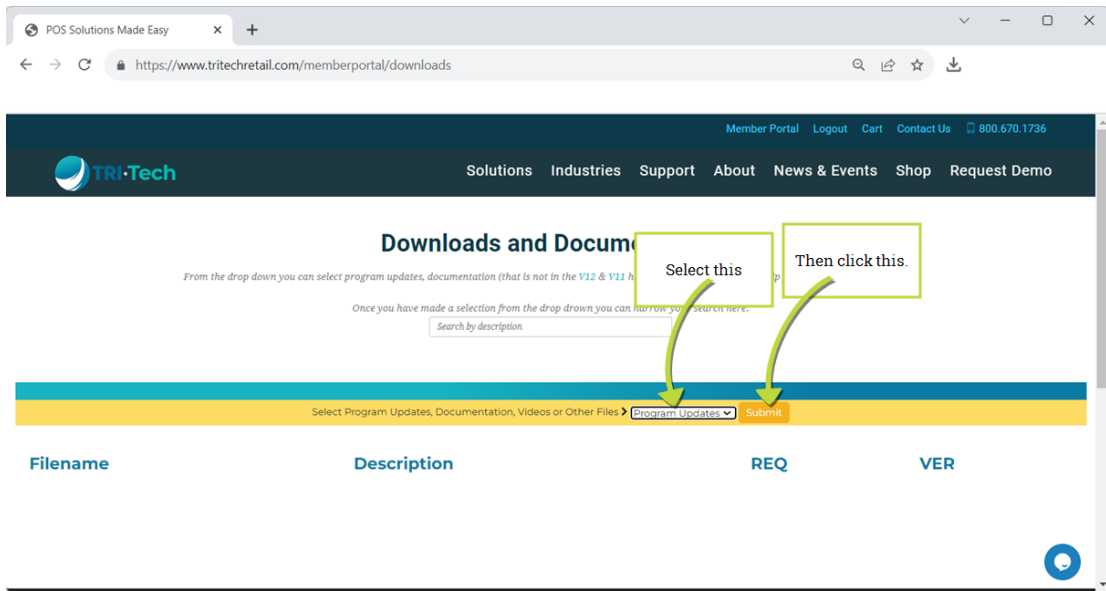 POS Solutions Made Easy
https://www.tritechretail.com/memberportal/downloads
Member Portal Logout Cart Contact Us 800.670.1736
TRI-Tech
Solutions Industries Support About News & Events Shop Request Demo
Downloads and
Select this
Then click this.
From the drop down you can select program updates, documentation (that is not in the V12 & V11
Once you have made a selection from the drop drown you can narrow your search here.
Search by description
Select Program Updates, Documentation, Videos or Other Files
Program Updates
Submit
Filename Description REQ VER